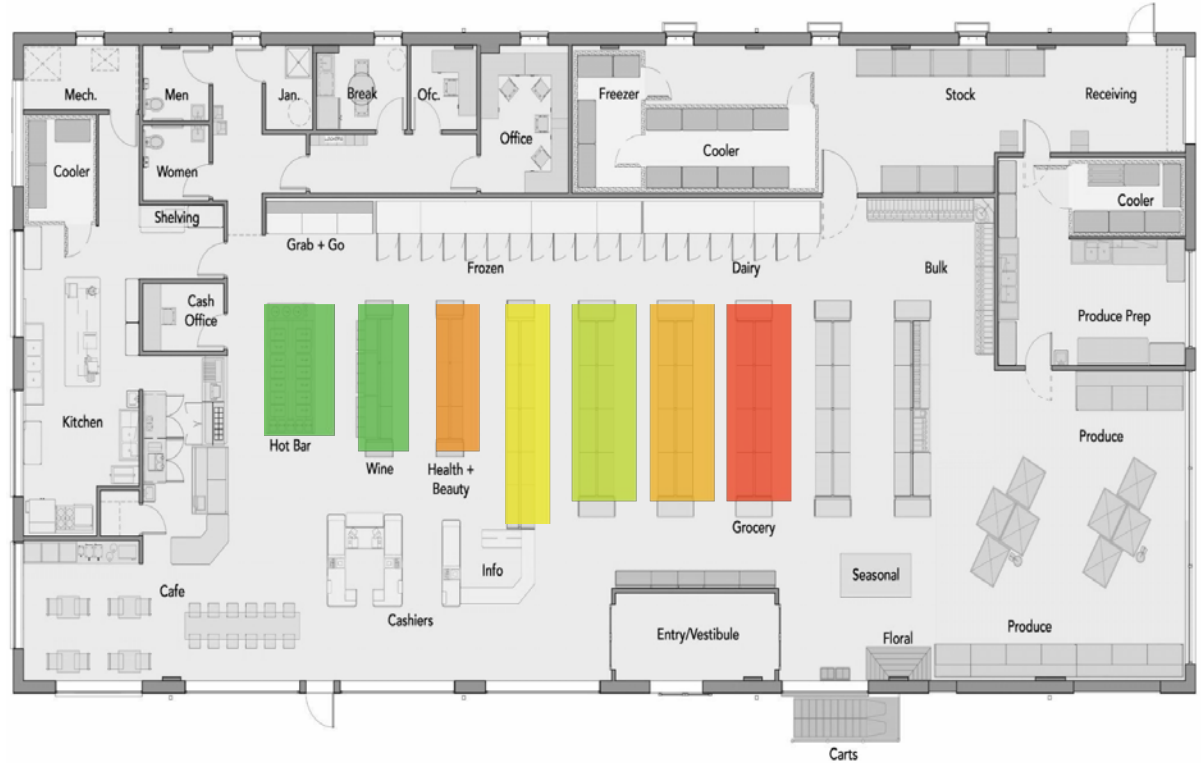 Mech.
Men
Jan.
Break
Ofc.
Office
Freezer
Cooler
Stock
Receiving
Cooler
Women
Shelving
Cooler
Grab + Go
Frozen
Dairy
Bulk
Cash
Office
Produce Prep
Kitchen
Hot Bar
Wine
Health +
Beauty
Grocery
Produce
Info
Seasonal
Cafe
Cashiers
Entry/Vestibule
Floral
Produce
Carts